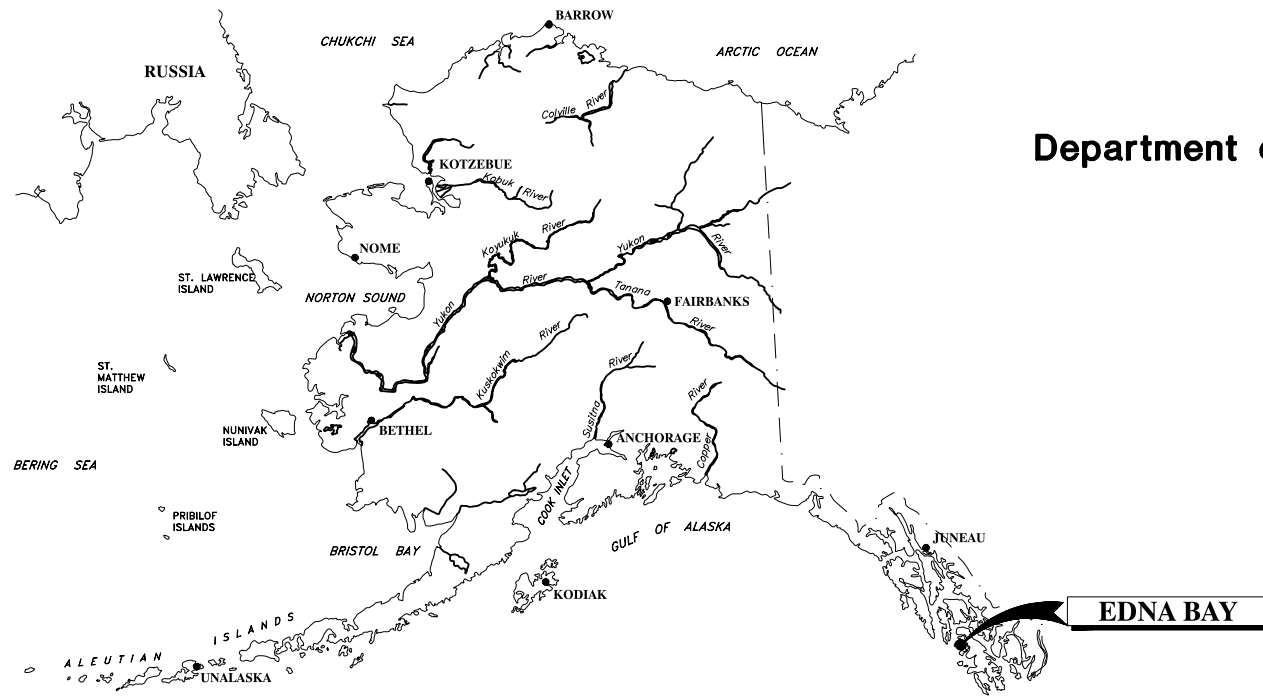 BARROW
CHUKCHI SEA
ARCTIC OCEAN
RUSSIA
Colville River
Department
KOTZEBUE
Kobuk River
Koyukuk River
Yukon River
NOME
ST. LAWRENCE
ISLAND
NORTON SOUND
Yukon River
Tanana River
FAIRBANKS
Kuskokwim River
ST.
MATTHEW
ISLAND
Susitna River
Copper River
NUNIVAK
ISLAND
BETHEL
ANCHORAGE
BERING SEA
COOK INLET
PRIBILOF
ISLANDS
BRISTOL BAY
GULF OF ALASKA
JUNEAU
KODIAK
EDNA BAY
ALEUTIAN ISLANDS
UNALASKA